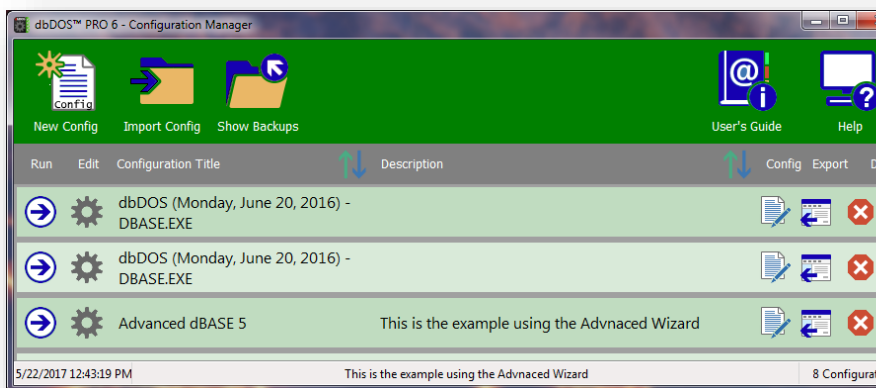 dbDOS™ PRO 6 - Configuration Manager
Config
New Config Import Config Show Backups User's Guide Help
Run Edit Configuration Title Description Config Export D
dbDOS (Monday, June 20, 2016) -
DBASE.EXE
dbDOS (Monday, June 20, 2016) -
DBASE.EXE
Advanced dBASE 5 This is the example using the Advnaced Wizard
5/22/2017 12:43:19 PM This is the example using the Advnaced Wizard 8 Configurat